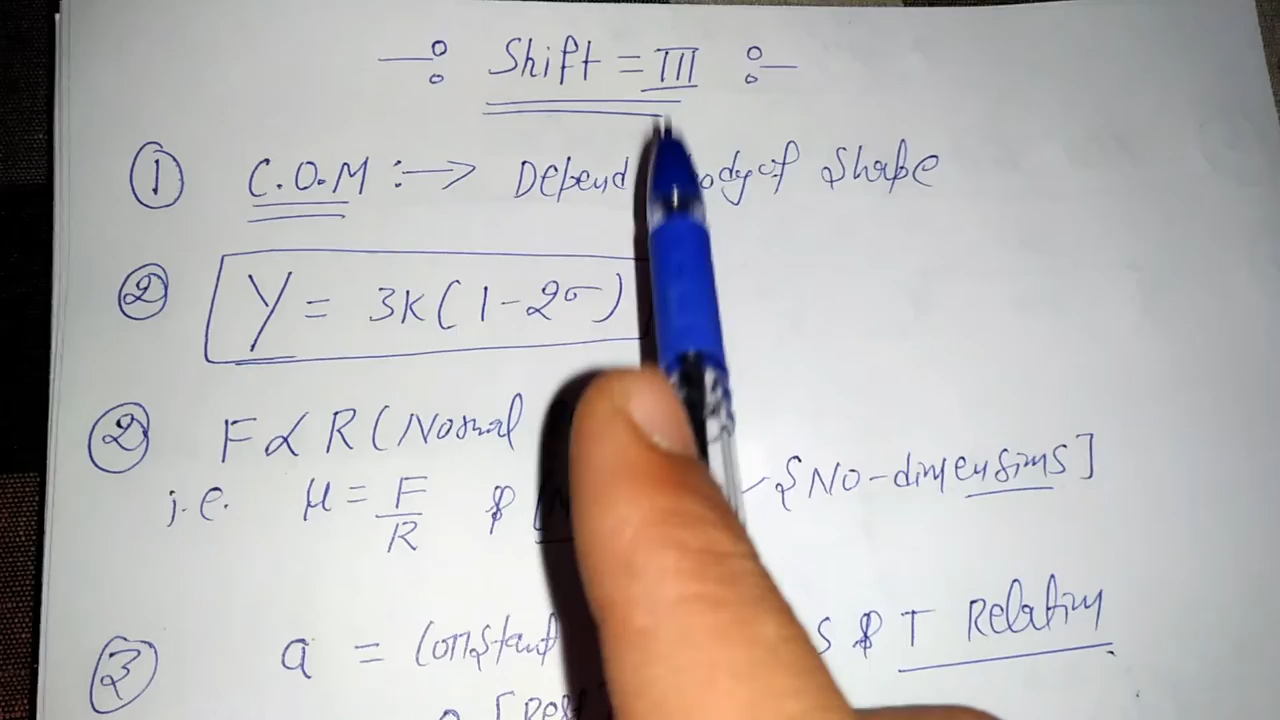 Shift = III
① C.O.M :→ Depend body of Shape
② Y = 3K(1-2σ)
② F ∝ R (Normal
i.e. μ = F/R & {No-dimensions]
③ a = Constant S & T Relation